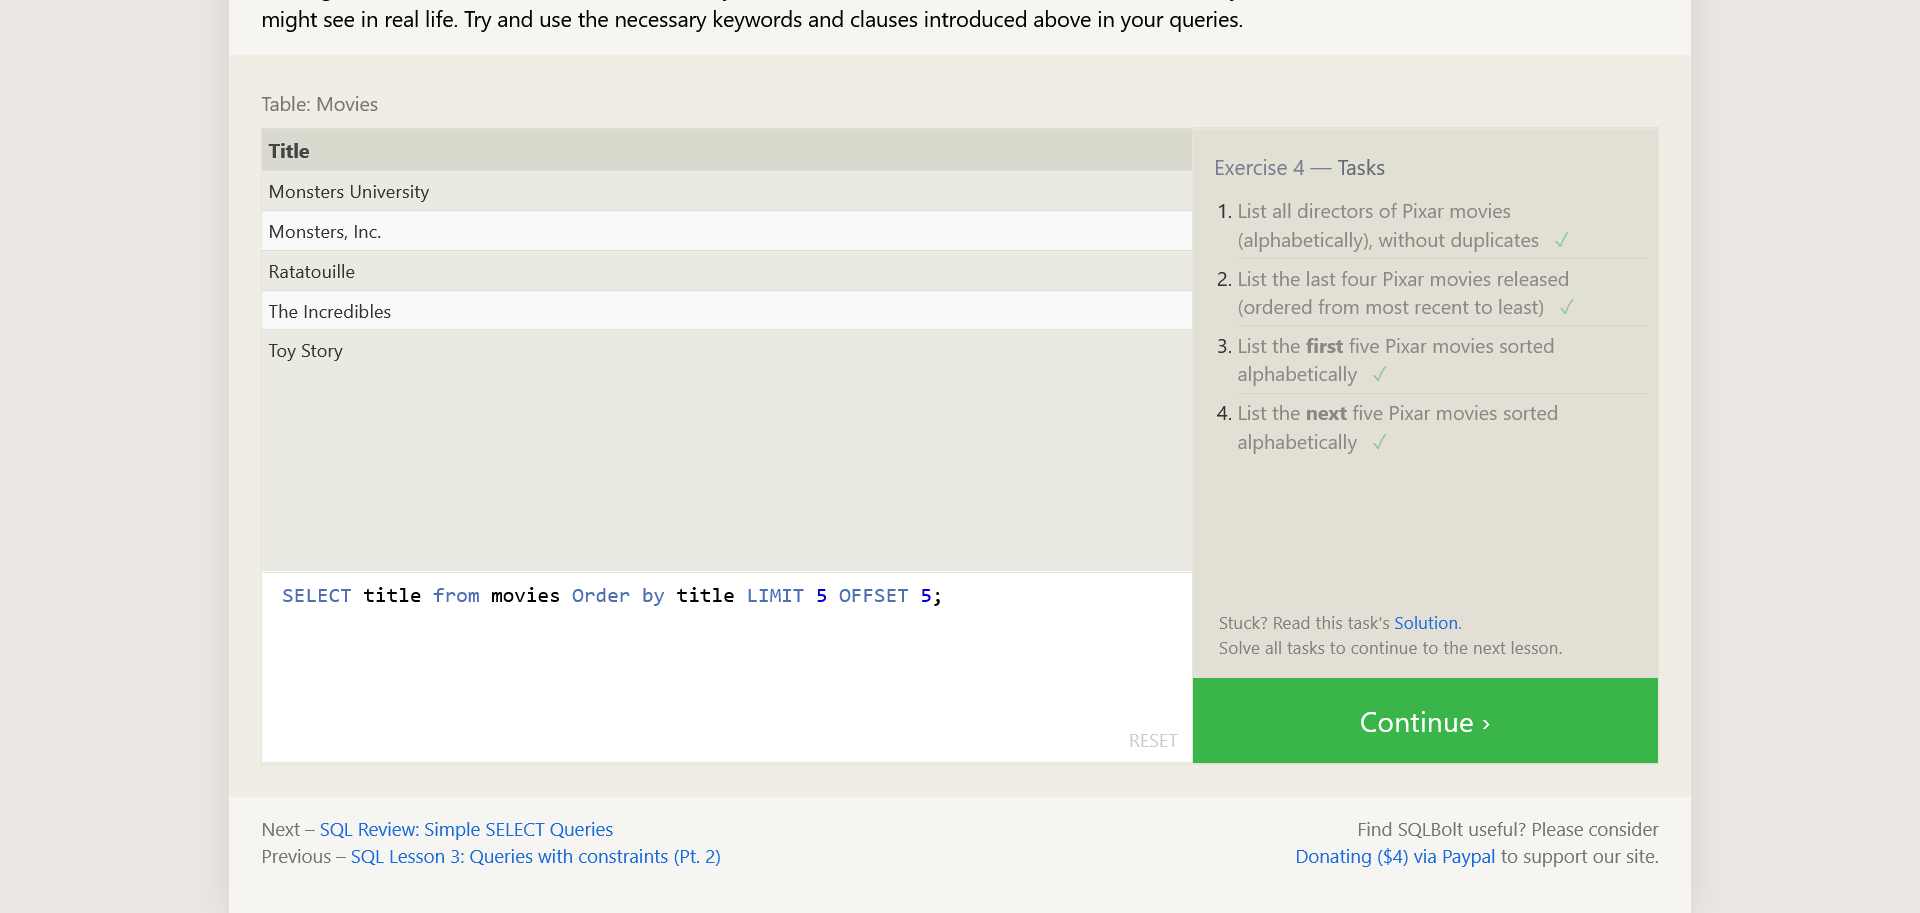 might see in real life. Try and use the necessary keywords and clauses introduced above in your queries.
Table: Movies
Title
Monsters University
Monsters, Inc.
Ratatouille
The Incredibles
Toy Story
SELECT title from movies Order by title LIMIT 5 OFFSET 5;
RESET
Exercise 4 — Tasks
1. List all directors of Pixar movies
(alphabetically), without duplicates ✓
2. List the last four Pixar movies released
(ordered from most recent to least) ✓
3. List the first five Pixar movies sorted
alphabetically ✓
4. List the next five Pixar movies sorted
alphabetically ✓
Stuck? Read this task's Solution.
Solve all tasks to continue to the next lesson.
Continue ›
Next – SQL Review: Simple SELECT Queries
Previous – SQL Lesson 3: Queries with constraints (Pt. 2)
Find SQLBolt useful? Please consider
Donating ($4) via Paypal to support our site.